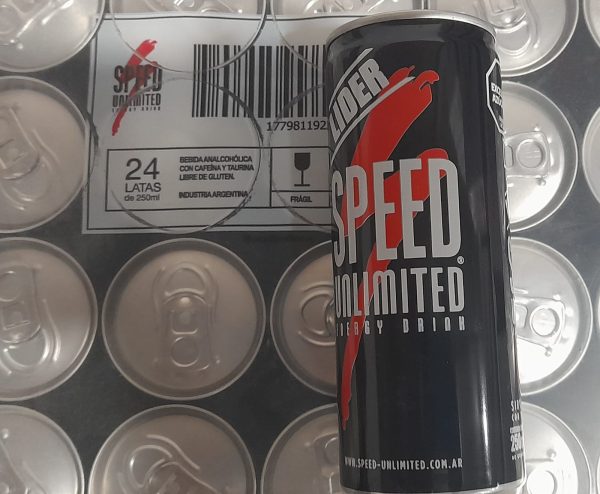 SPEED
UNLIMITED
ENERGY DRINK
24
LATAS
de 250ml
BEBIDA ANALCOHÓLICA
CON CAFEÍNA Y TAURINA
LIBRE DE GLUTEN.
INDUSTRIA ARGENTINA
FRÁGIL
LIDER
SPEED
UNLIMITED®
ENERGY DRINK
WWW.SPEED-UNLIMITED.COM.AR